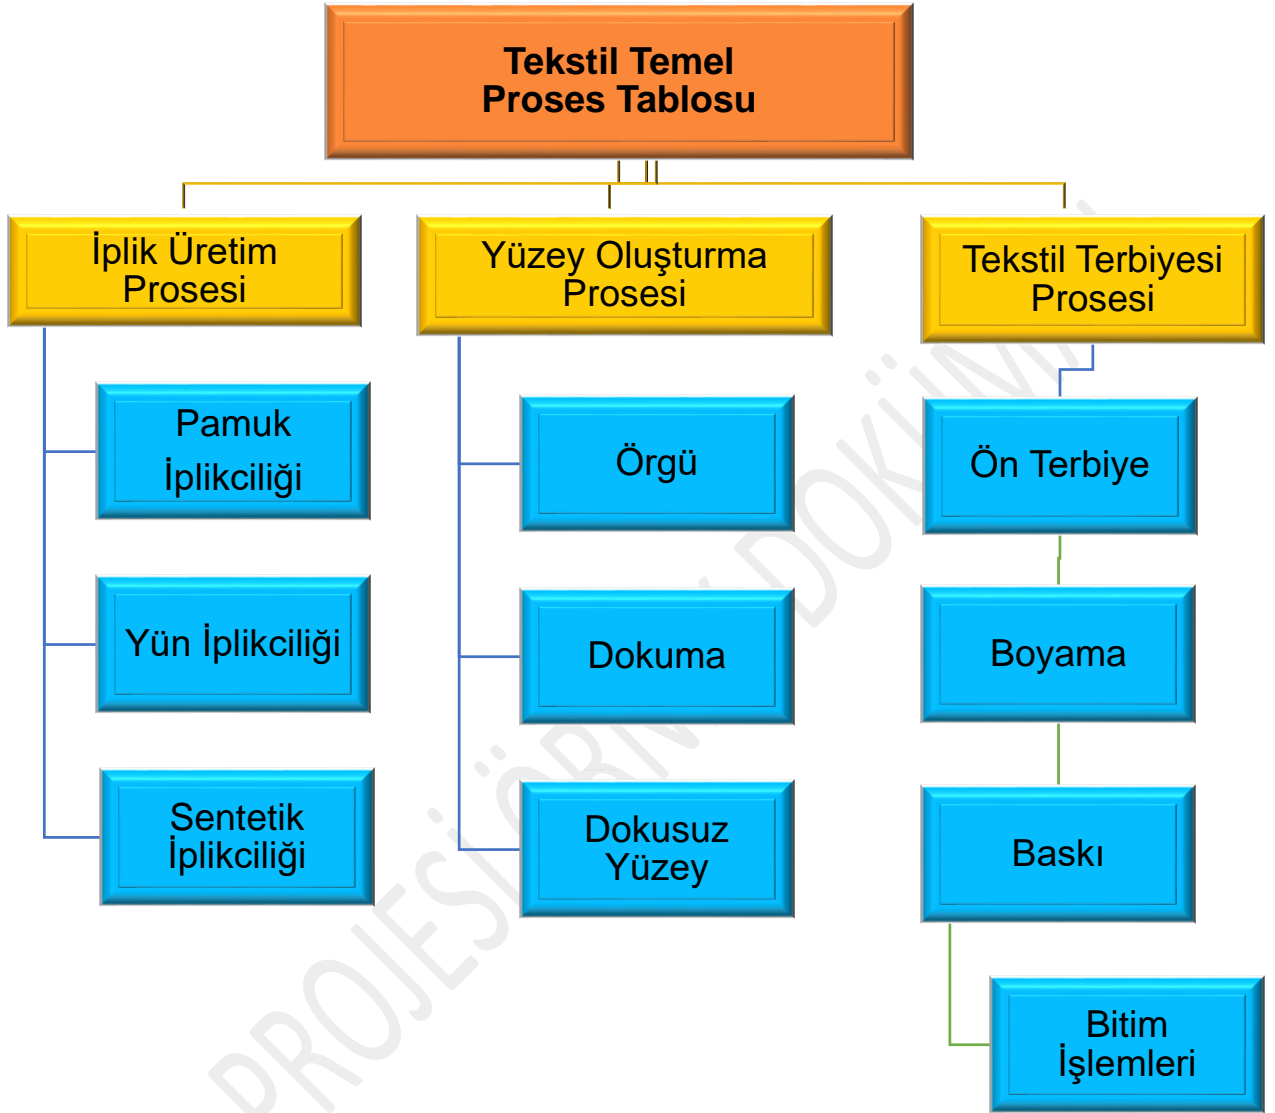 Tekstil Temel
Proses Tablosu
İplik Üretim
Prosesi
Pamuk
İplikciliği
Yün İplikciliği
Sentetik
İplikciliği
Yüzey Oluşturma
Prosesi
Örgü
Dokuma
Dokusuz
Yüzey
Tekstil Terbiyesi
Prosesi
Ön Terbiye
Boyama
Baskı
Bitim
İşlemleri
PROJESİ